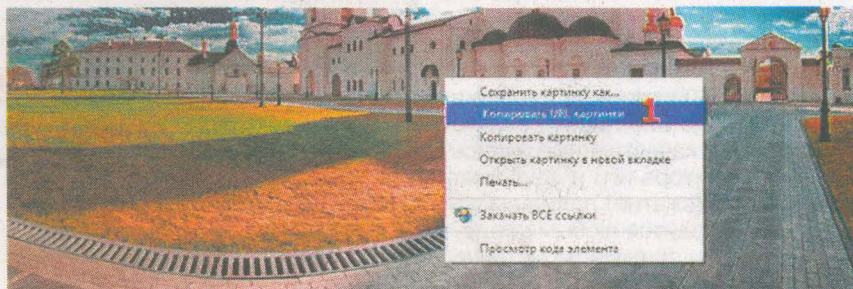 Сохранить картинку как...
Копировать URL картинки 1
Копировать картинку
Открыть картинку в новой вкладке
Печать...
Закачать ВСЕ ссылки
Просмотр кода элемента